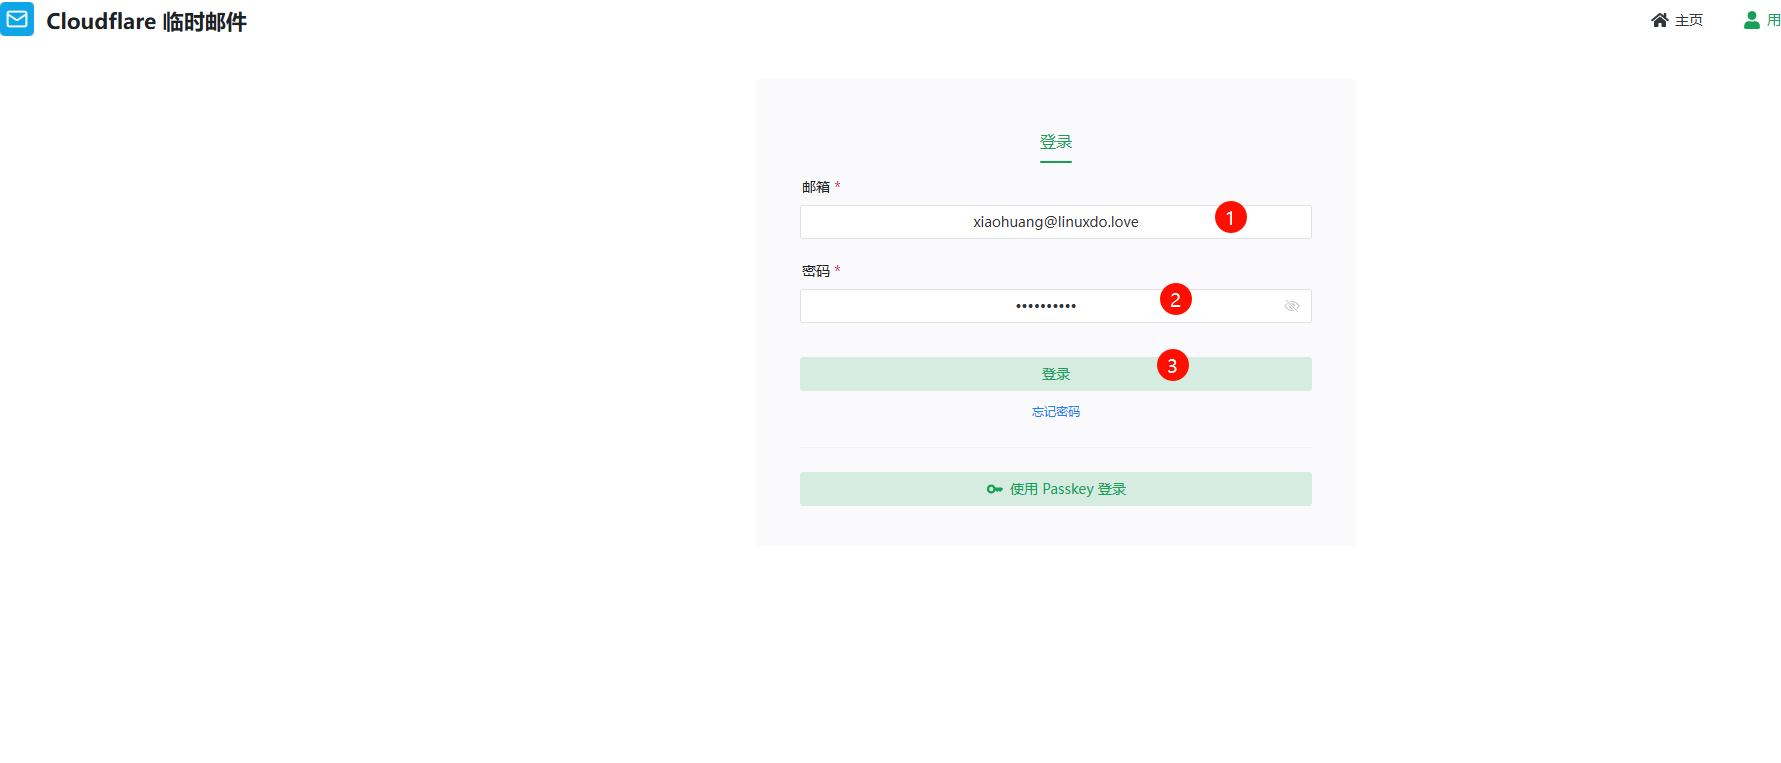 Cloudflare 临时邮件
主页
用
登录
邮箱 *
xiaohuang@linuxdo.love
1
密码 *
••••••••••
2
登录
3
忘记密码
使用 Passkey 登录